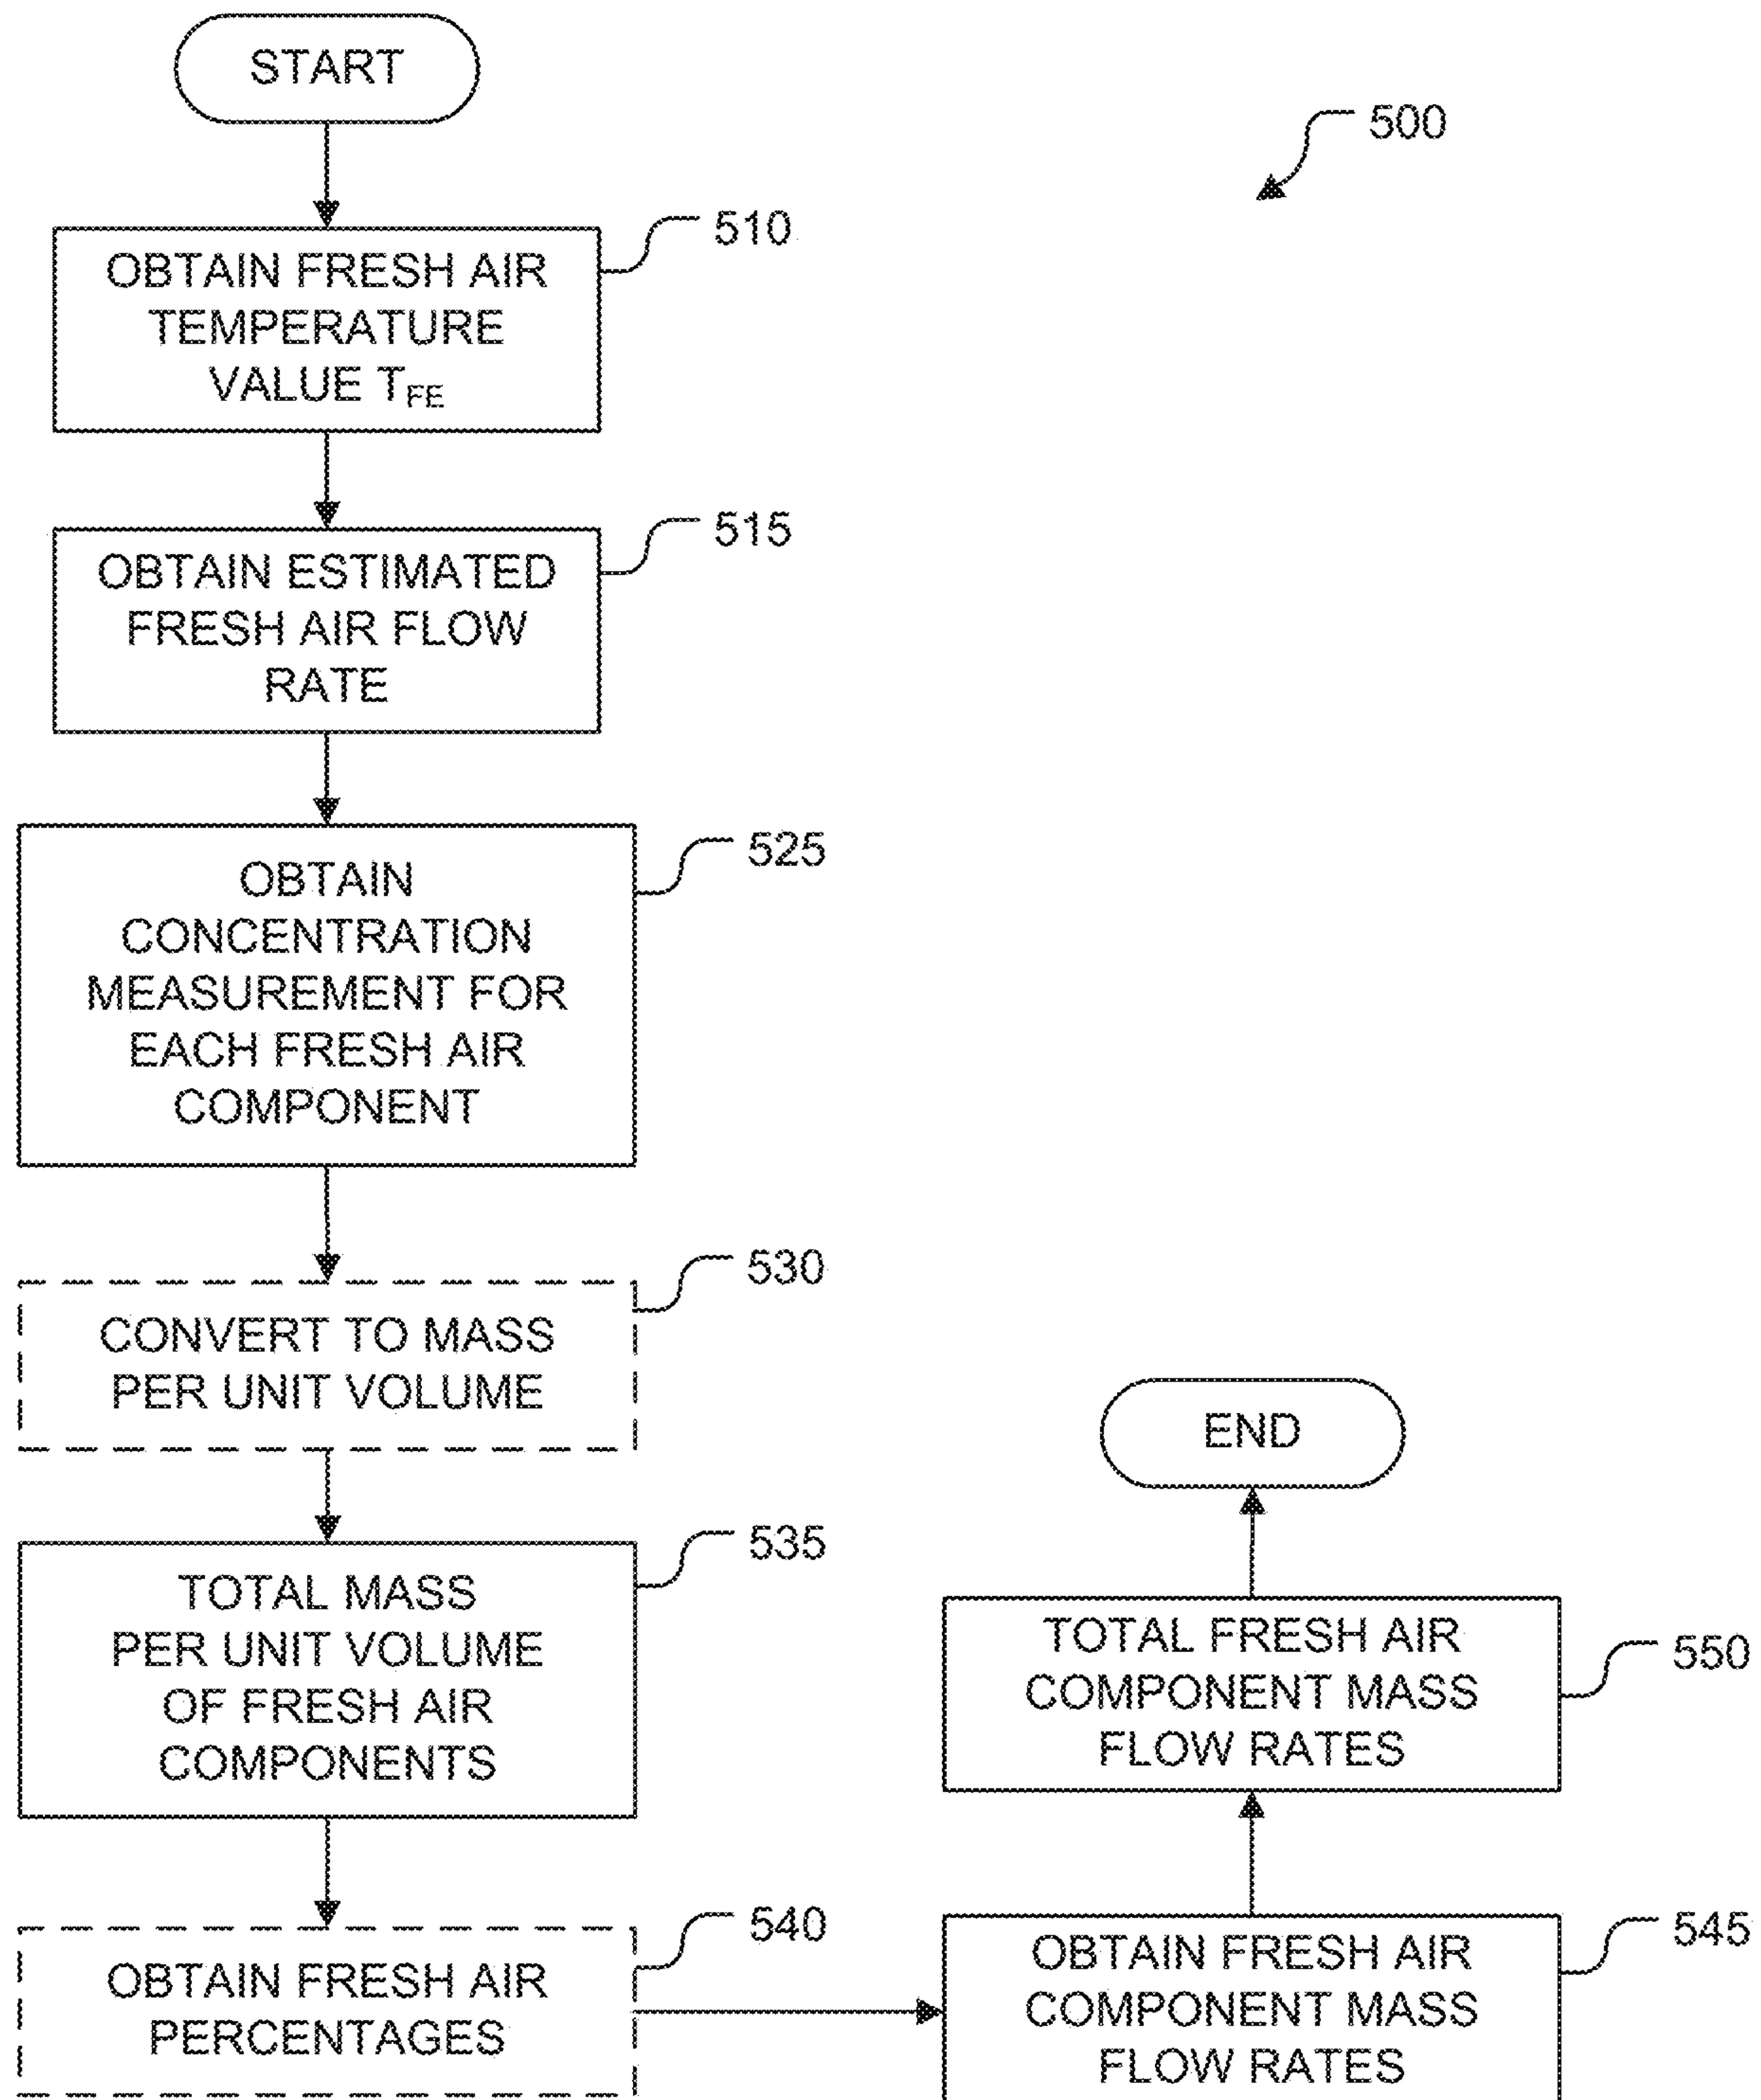 START
500
510
OBTAIN FRESH AIR
TEMPERATURE
VALUE T_FE
515
OBTAIN ESTIMATED
FRESH AIR FLOW
RATE
525
OBTAIN
CONCENTRATION
MEASUREMENT FOR
EACH FRESH AIR
COMPONENT
530
CONVERT TO MASS
PER UNIT VOLUME
535
TOTAL MASS
PER UNIT VOLUME
OF FRESH AIR
COMPONENTS
540
OBTAIN FRESH AIR
PERCENTAGES
545
OBTAIN FRESH AIR
COMPONENT MASS
FLOW RATES
550
TOTAL FRESH AIR
COMPONENT MASS
FLOW RATES
END